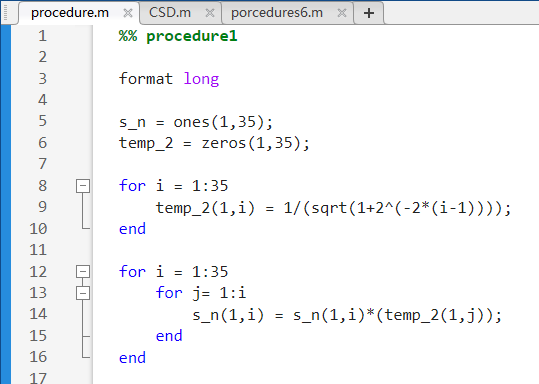 procedure.m × CSD.m × porcedures6.m × +
1 %% procedure1
2
3 format long
4
5 s_n = ones(1,35);
6 temp_2 = zeros(1,35);
7
8 for i = 1:35
9 temp_2(1,i) = 1/(sqrt(1+2^(-2*(i-1))));
10 end
11
12 for i = 1:35
13 for j= 1:i
14 s_n(1,i) = s_n(1,i)*(temp_2(1,j));
15 end
16 end
17